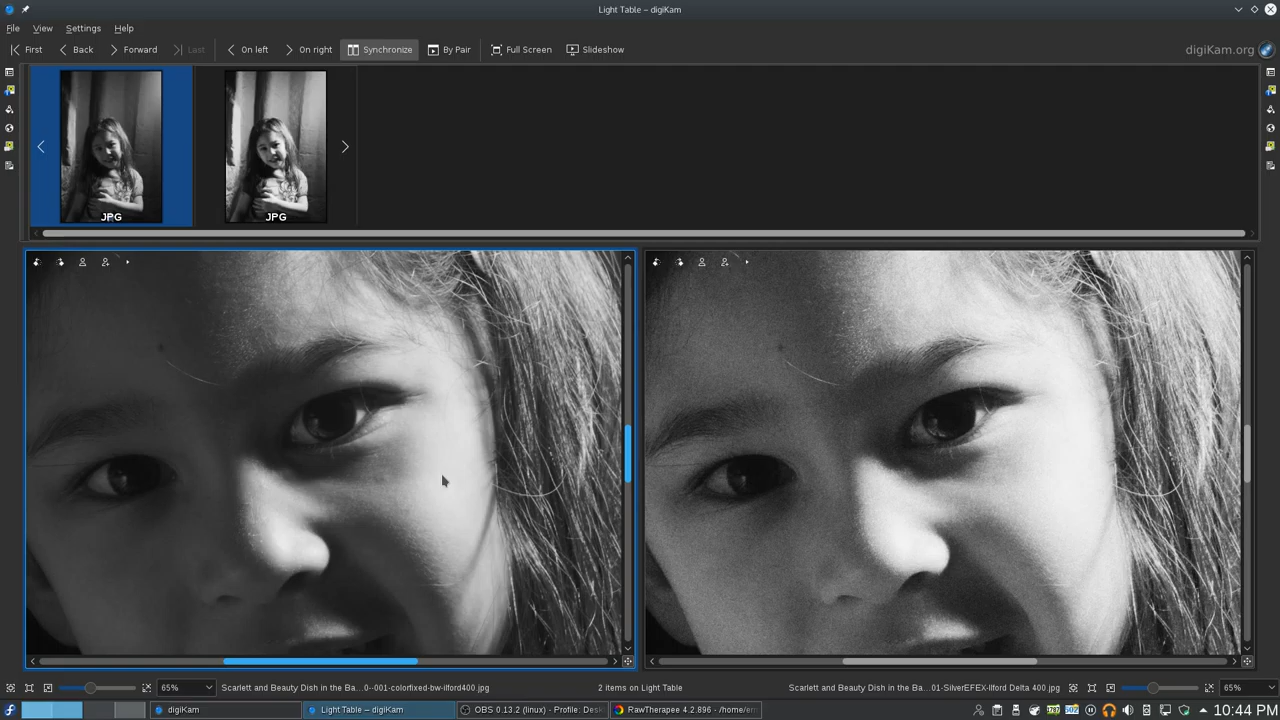 Light Table – digiKam
File View Settings Help
First Back Forward Last On left On right Synchronize By Pair Full Screen Slideshow digiKam.org
JPG JPG
65% Scarlett and Beauty Dish in the Ba...0--001-colorfixed-bw-ilford400.jpg 2 items on Light Table Scarlett and Beauty Dish in the Ba...01-SilverEFEX-Ilford Delta 400.jpg 65%
digiKam Light Table – digiKam OBS 0.13.2 (linux) - Profile: Desk RawTherapee 4.2.896 - /home/em 10:44 PM